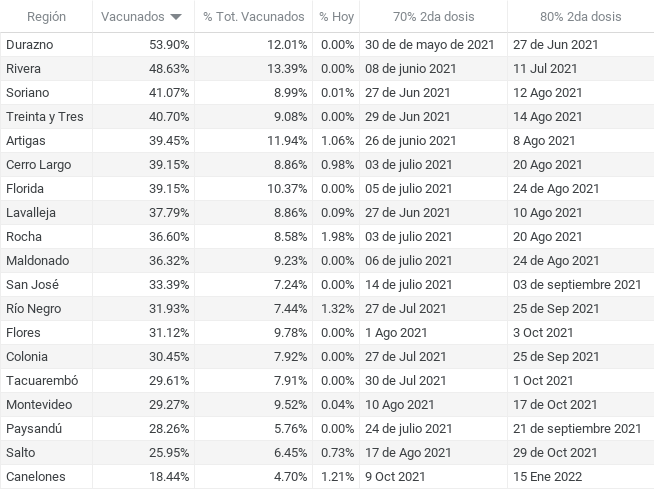 Región Vacunados % Tot. Vacunados % Hoy 70% 2da dosis 80% 2da dosis
Durazno 53.90% 12.01% 0.00% 30 de de mayo de 2021 27 de Jun 2021
Rivera 48.63% 13.39% 0.00% 08 de junio 2021 11 Jul 2021
Soriano 41.07% 8.99% 0.01% 27 de Jun 2021 12 Ago 2021
Treinta y Tres 40.70% 9.08% 0.00% 29 de Jun 2021 14 Ago 2021
Artigas 39.45% 11.94% 1.06% 26 de junio 2021 8 Ago 2021
Cerro Largo 39.15% 8.86% 0.98% 03 de julio 2021 20 Ago 2021
Florida 39.15% 10.37% 0.00% 05 de julio 2021 24 de Ago 2021
Lavalleja 37.79% 8.86% 0.09% 27 de Jun 2021 10 Ago 2021
Rocha 36.60% 8.58% 1.98% 03 de julio 2021 20 Ago 2021
Maldonado 36.32% 9.23% 0.00% 06 de julio 2021 24 de Ago 2021
San José 33.39% 7.24% 0.00% 14 de julio 2021 03 de septiembre 2021
Río Negro 31.93% 7.44% 1.32% 27 de Jul 2021 25 de Sep 2021
Flores 31.12% 9.78% 0.00% 1 Ago 2021 3 Oct 2021
Colonia 30.45% 7.92% 0.00% 27 de Jul 2021 25 de Sep 2021
Tacuarembó 29.61% 7.91% 0.00% 30 de Jul 2021 1 Oct 2021
Montevideo 29.27% 9.52% 0.04% 10 Ago 2021 17 de Oct 2021
Paysandú 28.26% 5.76% 0.00% 24 de julio 2021 21 de septiembre 2021
Salto 25.95% 6.45% 0.73% 17 de Ago 2021 29 de Oct 2021
Canelones 18.44% 4.70% 1.21% 9 Oct 2021 15 Ene 2022